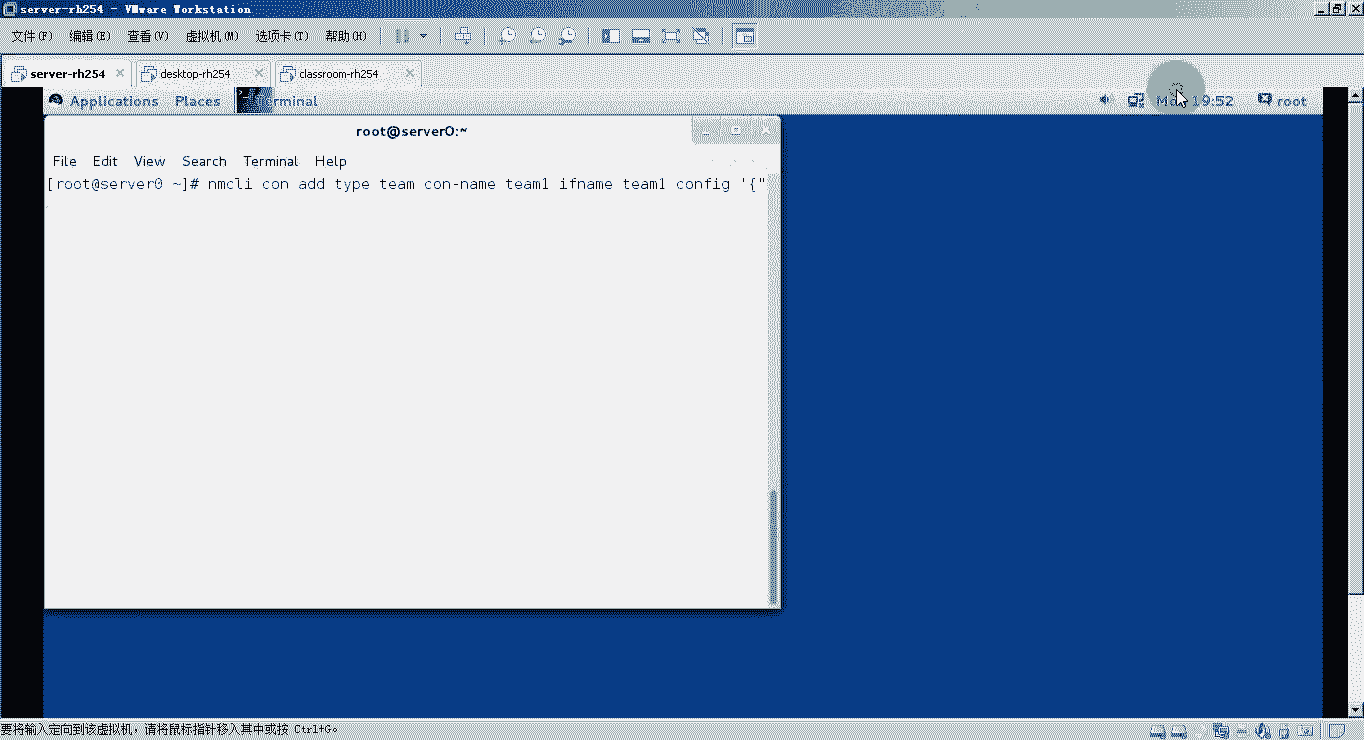 server-rh254 - VMware Workstation
文件(F) 编辑(E) 查看(V) 虚拟机(M) 选项卡(T) 帮助(H)
server-rh254 desktop-rh254 classroom-rh254
Applications Places Terminal 19:52 root
root@server0:~
File Edit View Search Terminal Help
[root@server0 ~]# nmcli con add type team con-name team1 ifname team1 config '{"
要将输入定向到该虚拟机，请将鼠标指针移入其中或按 Ctrl+G。